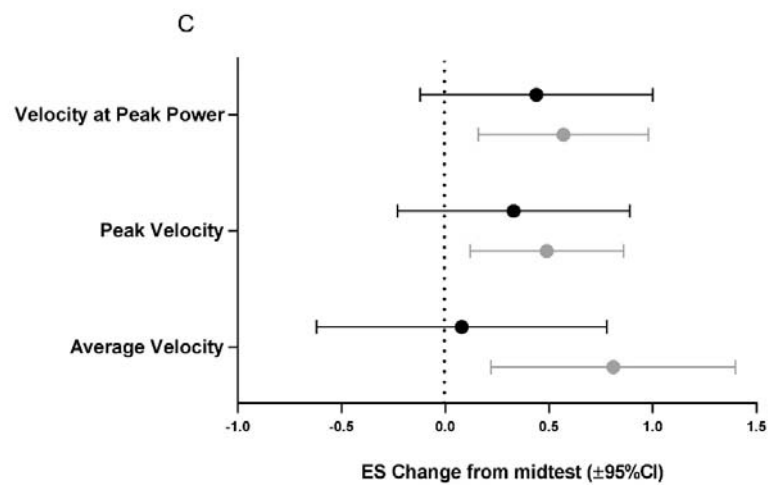 C
Velocity at Peak Power
Peak Velocity
Average Velocity
-1.0 -0.5 0.0 0.5 1.0 1.5
ES Change from midtest (±95%CI)